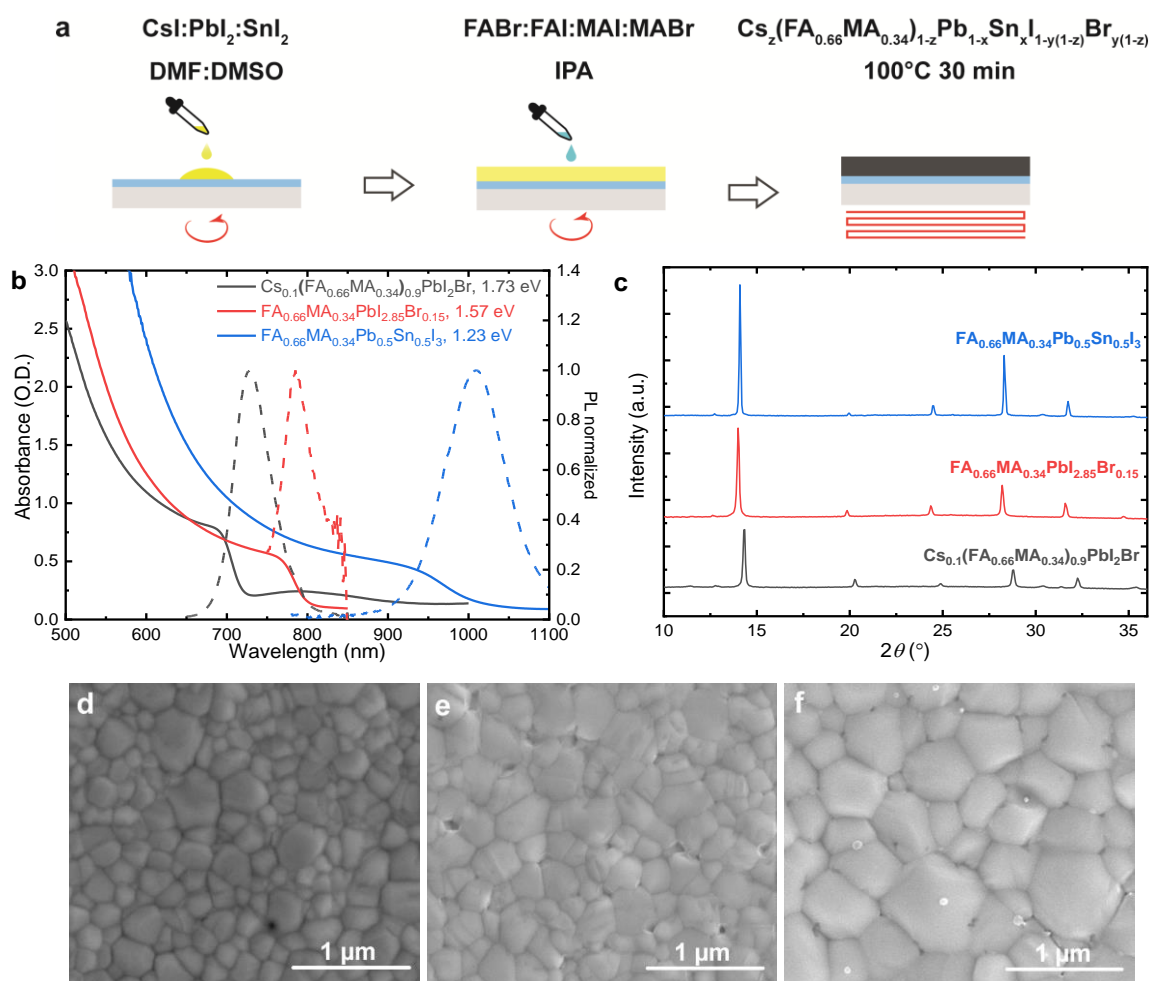 a
CsI:PbI₂:SnI₂
FABr:FAI:MAI:MABr
Cs_z(FA₀.₆₆MA₀.₃₄)₁₋zPb₁₋ₓSnₓI₁₋y(₁₋z)Br_y(₁₋z)
DMF:DMSO
IPA
100°C 30 min
b
Cs₀.₁(FA₀.₆₆MA₀.₃₄)₀.₉PbI₂Br, 1.73 eV
FA₀.₆₆MA₀.₃₄PbI₂.₈₅Br₀.₁₅, 1.57 eV
FA₀.₆₆MA₀.₃₄Pb₀.₅Sn₀.₅I₃, 1.23 eV
Absorbance (O.D.)
3.0
2.5
2.0
1.5
1.0
0.5
0.0
PL normalized
1.4
1.2
1.0
0.8
0.6
0.4
0.2
0.0
500 600 700 800 900 1000 1100
Wavelength (nm)
c
FA₀.₆₆MA₀.₃₄Pb₀.₅Sn₀.₅I₃
FA₀.₆₆MA₀.₃₄PbI₂.₈₅Br₀.₁₅
Cs₀.₁(FA₀.₆₆MA₀.₃₄)₀.₉PbI₂Br
Intensity (a.u.)
10 15 20 25 30 35
2θ (°)
d
1 µm
e
1 µm
f
1 µm